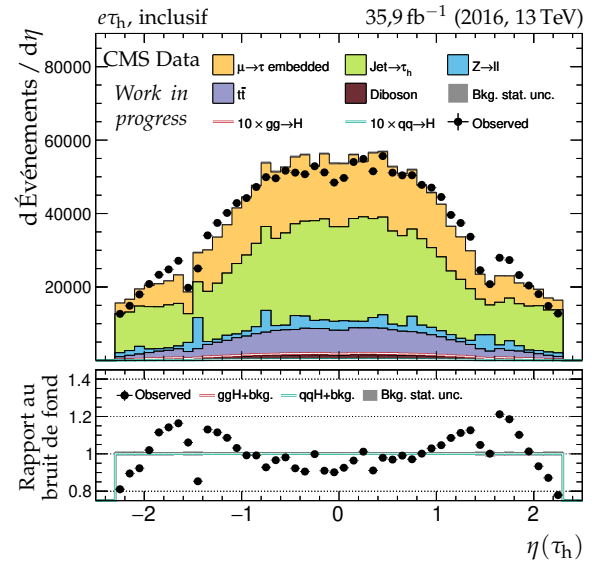 eτh, inclusif 35,9 fb−1 (2016, 13 TeV)
dÉvénements / dη
80000
60000
40000
20000
CMS Data
Work in
progress
μ→τ embedded Jet→τh Z→ll
tt̄ Diboson Bkg. stat. unc.
10 × gg→H 10 × qq→H Observed
Rapport au
bruit de fond
1.4
1.2
1
0.8
Observed ggH+bkg. qqH+bkg. Bkg. stat. unc.
−2 −1 0 1 2
η(τh)